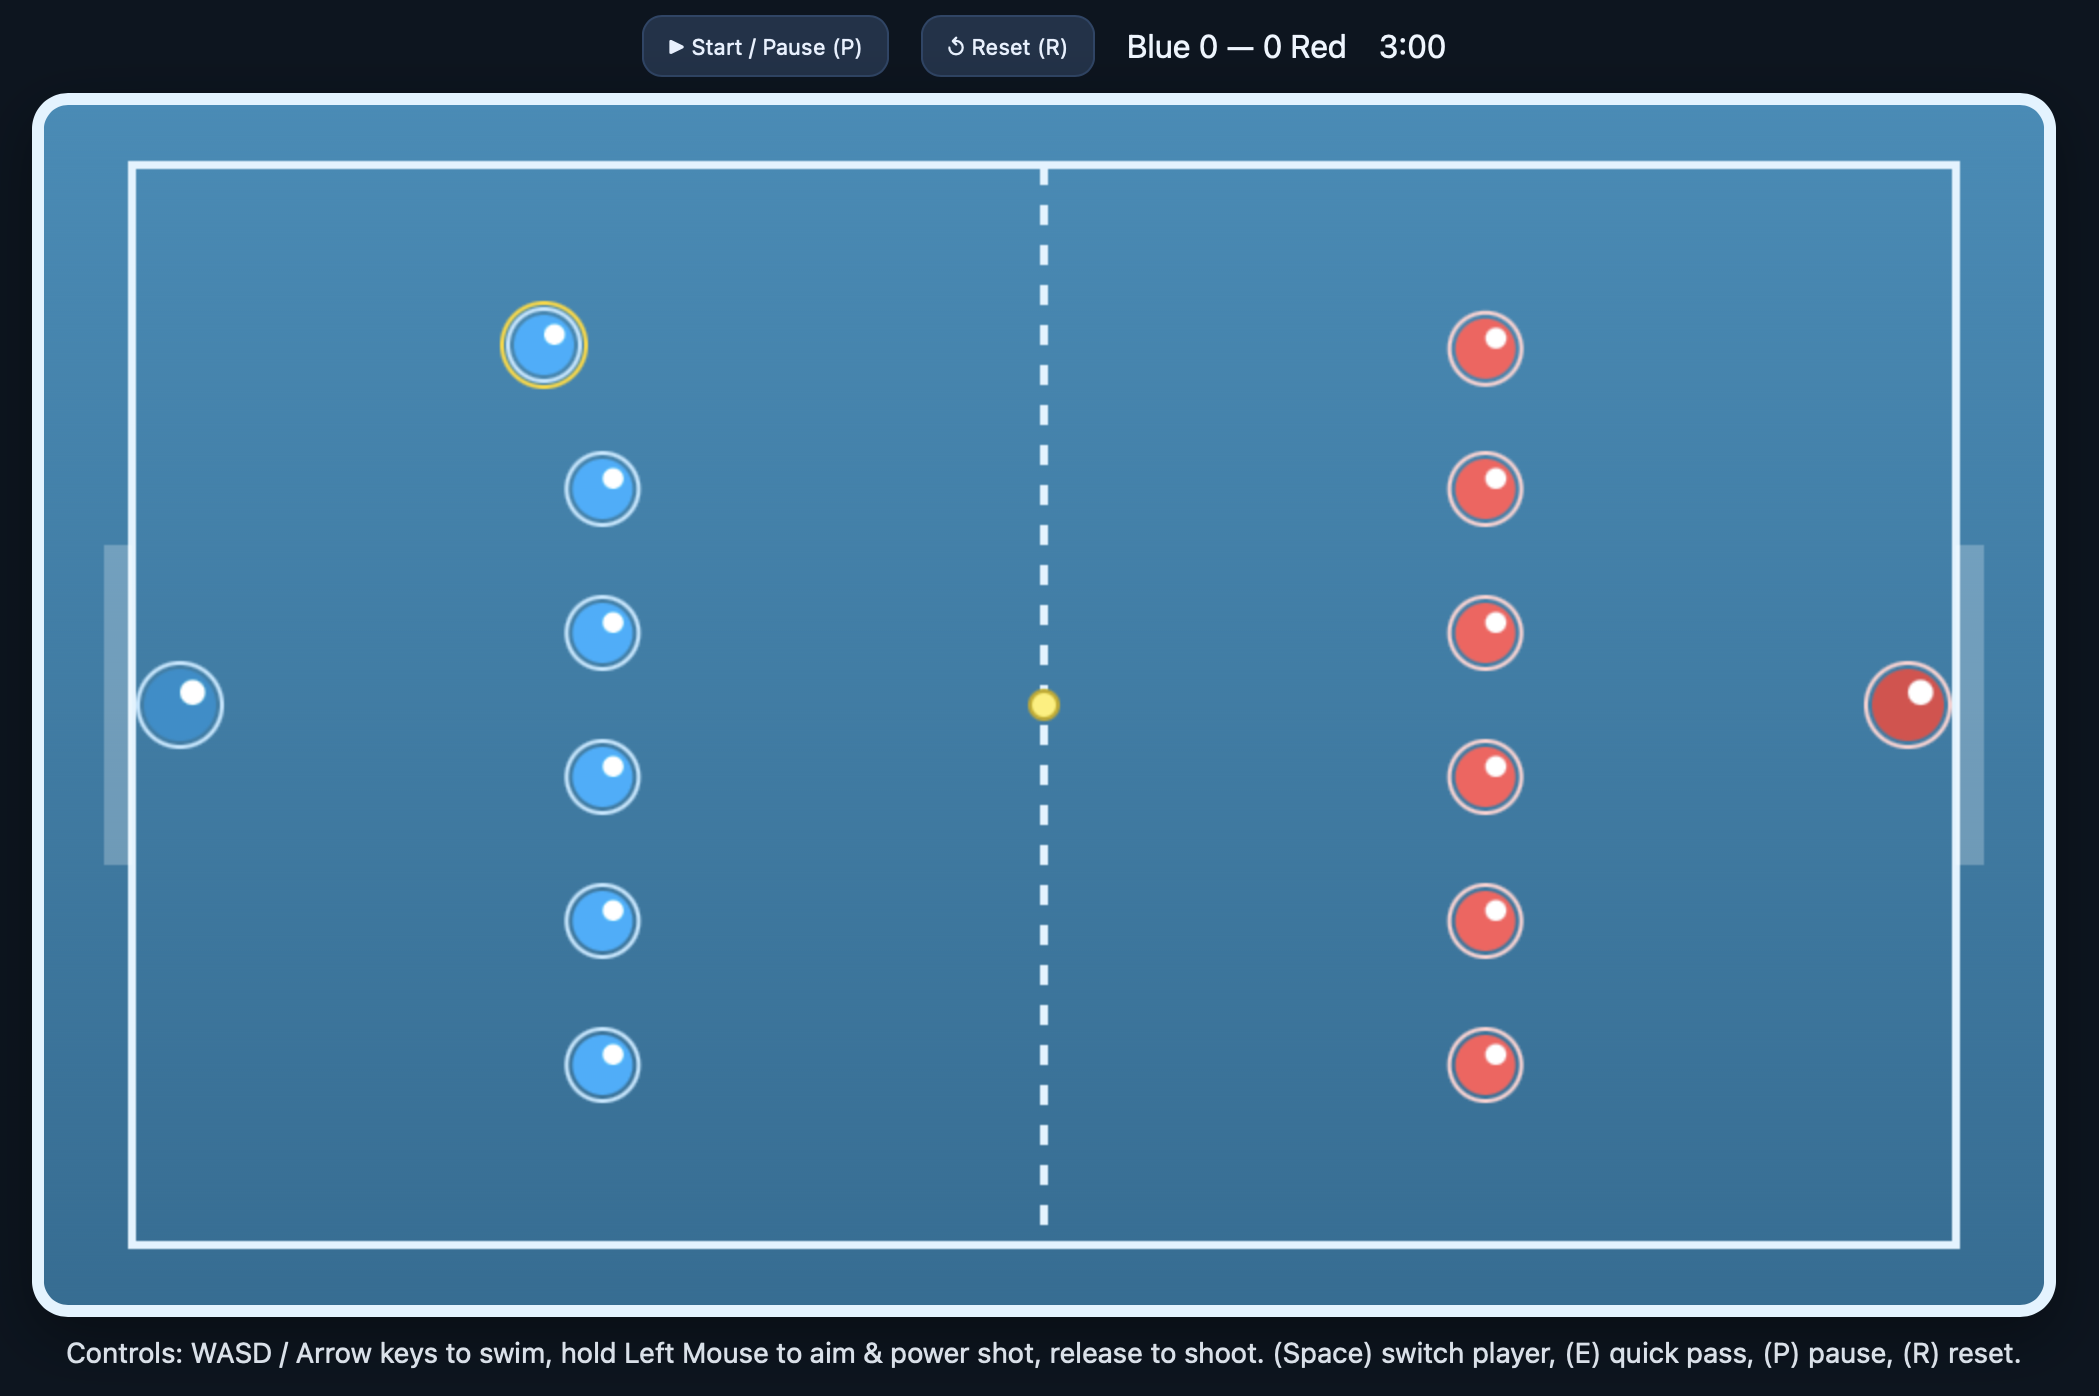 ▶ Start / Pause (P)
↺ Reset (R)
Blue 0 — 0 Red
3:00
Controls: WASD / Arrow keys to swim, hold Left Mouse to aim & power shot, release to shoot. (Space) switch player, (E) quick pass, (P) pause, (R) reset.